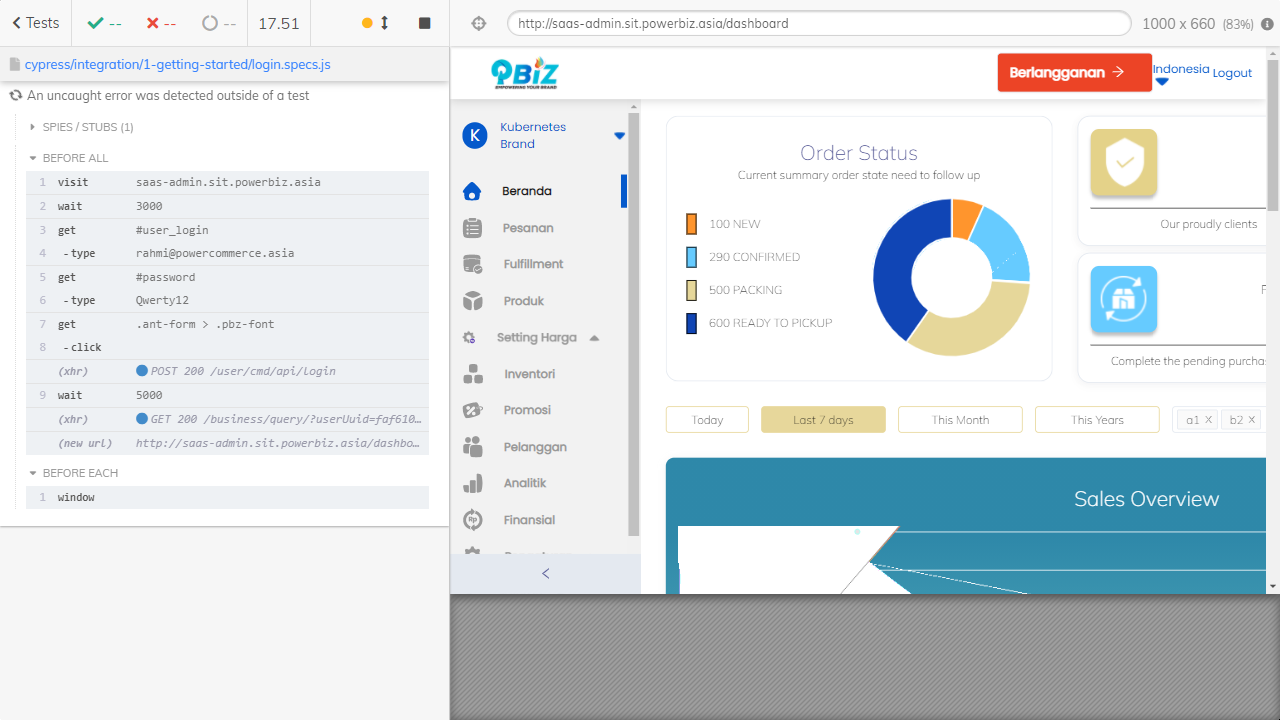 Tests
--
--
--
17.51
http://saas-admin.sit.powerbiz.asia/dashboard
1000 x 660 (83%)
cypress/integration/1-getting-started/login.specs.js
An uncaught error was detected outside of a test
SPIES / STUBS (1)
BEFORE ALL
1 visit saas-admin.sit.powerbiz.asia
2 wait 3000
3 get #user_login
4 -type rahmi@powercommerce.asia
5 get #password
6 -type Qwerty12
7 get .ant-form > .pbz-font
8 -click
(xhr) POST 200 /user/cmd/api/login
9 wait 5000
(xhr) GET 200 /business/query/?userUuid=faf610...
(new url) http://saas-admin.sit.powerbiz.asia/dashbo...
BEFORE EACH
1 window
PBIZ
EMPOWERING YOUR BRAND
Berlangganan
Indonesia
Logout
K
Kubernetes
Brand
Beranda
Pesanan
Fulfillment
Produk
Setting Harga
Inventori
Promosi
Pelanggan
Analitik
Rp Finansial
Order Status
Current summary order state need to follow up
100 NEW
290 CONFIRMED
500 PACKING
600 READY TO PICKUP
Our proudly clients
Complete the pending purcha
Today
Last 7 days
This Month
This Years
a1 X
b2 X
Sales Overview